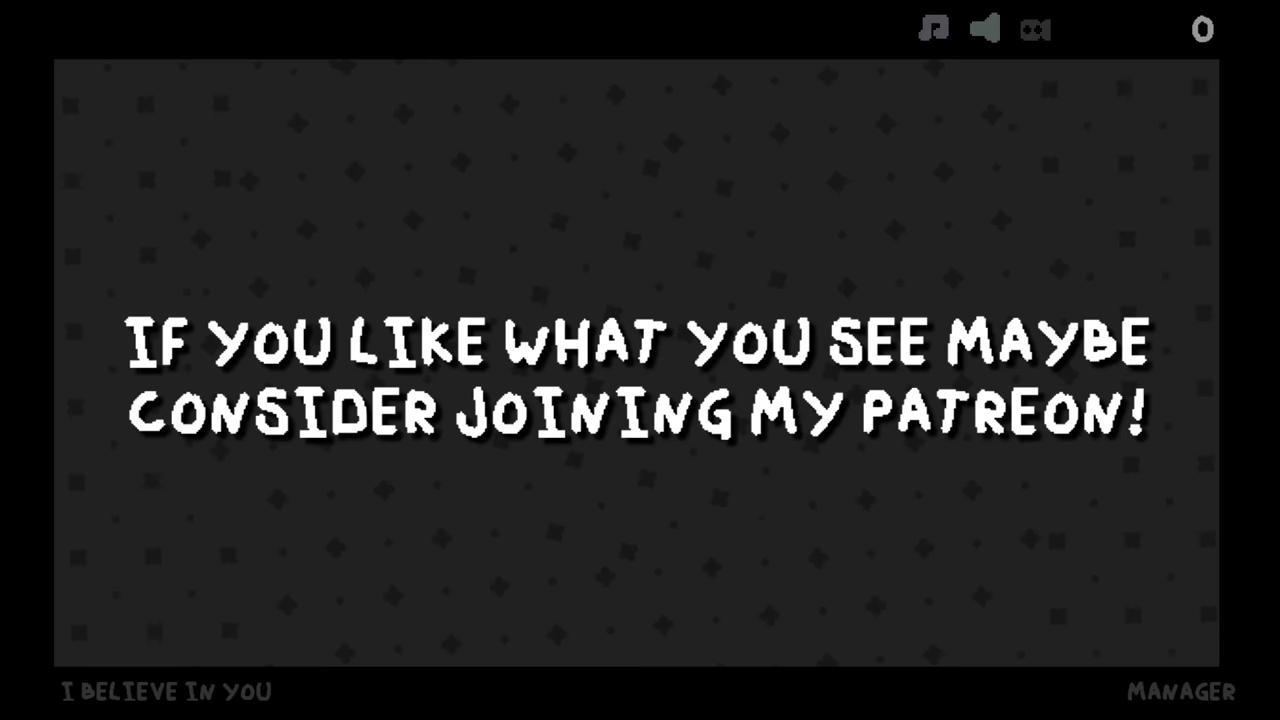 0
IF YOU LIKE WHAT YOU SEE MAYBE
CONSIDER JOINING MY PATREON!
I BELIEVE IN YOU
MANAGER